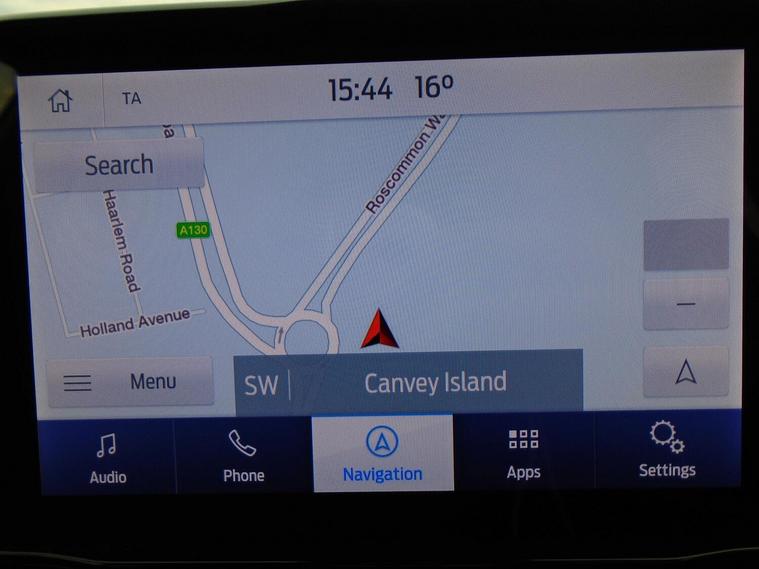 TA
15:44 16º
Search
Roscommon
A130
Haarlem Road
Holland Avenue
Menu
SW
Canvey Island
Audio
Phone
Navigation
Apps
Settings